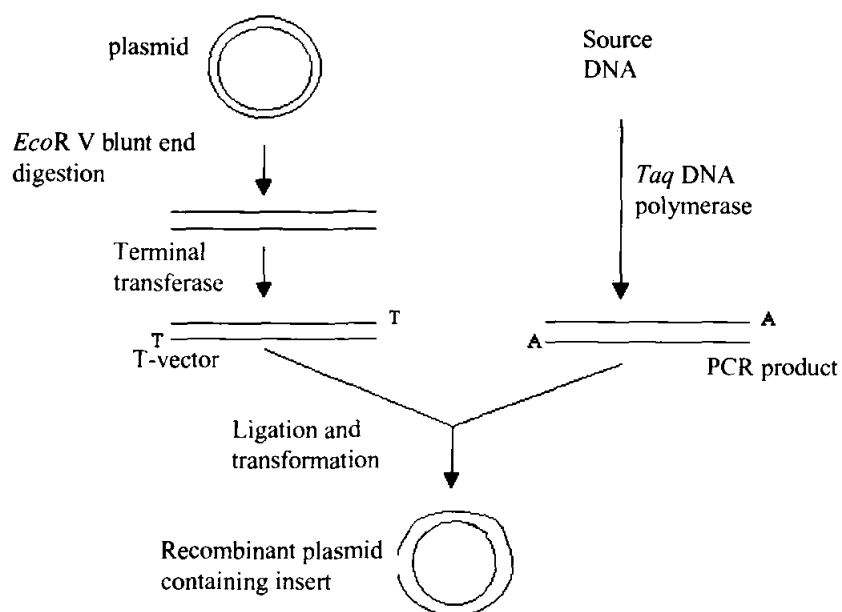 plasmid
Source
DNA
EcoR V blunt end
digestion
Taq DNA
polymerase
Terminal
transferase
T
T
T-vector
A
A
PCR product
Ligation and
transformation
Recombinant plasmid
containing insert